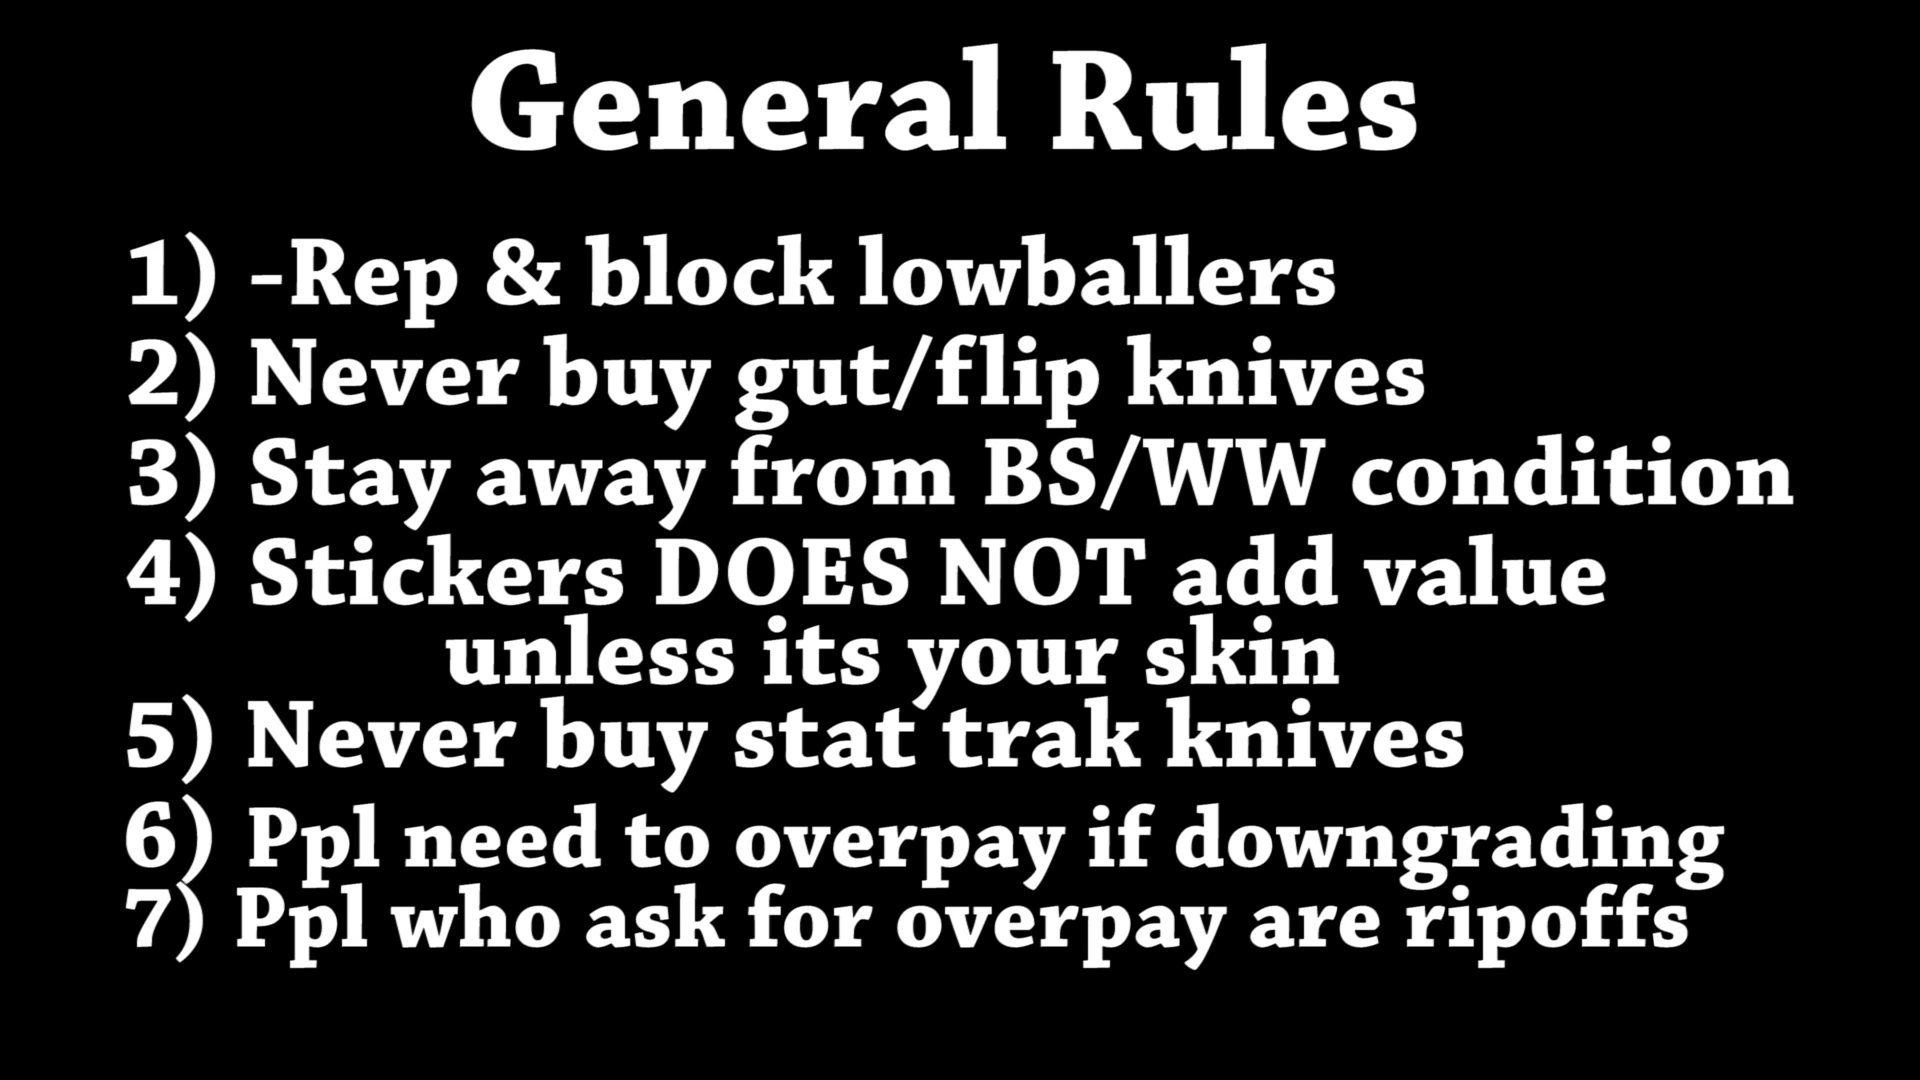 General Rules
1) -Rep & block lowballers
2) Never buy gut/flip knives
3) Stay away from BS/WW condition
4) Stickers DOES NOT add value
unless its your skin
5) Never buy stat trak knives
6) Ppl need to overpay if downgrading
7) Ppl who ask for overpay are ripoffs